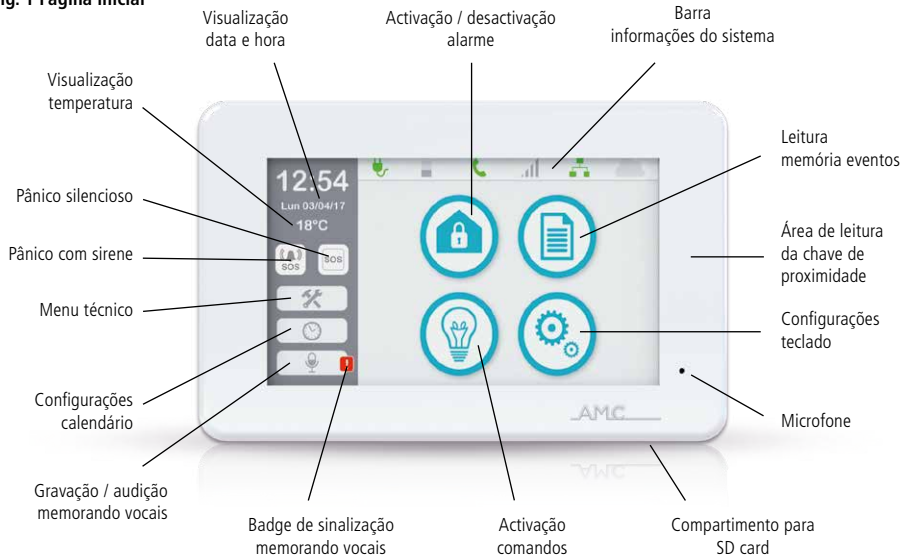 Fig. 1 Página inicial
Visualização
data e hora
Activação / desactivação
alarme
Barra
informações do sistema
Visualização
temperatura
Leitura
memória eventos
Pânico silencioso
Pânico com sirene
Área de leitura
da chave de
proximidade
Menu técnico
Configurações
teclado
Configurações
calendário
Microfone
Gravação / audição
memorando vocais
Badge de sinalização
memorando vocais
Activação
comandos
Compartimento para
SD card
12:54
Lun 03/04/17
18°C
SOS
SOS
AMC